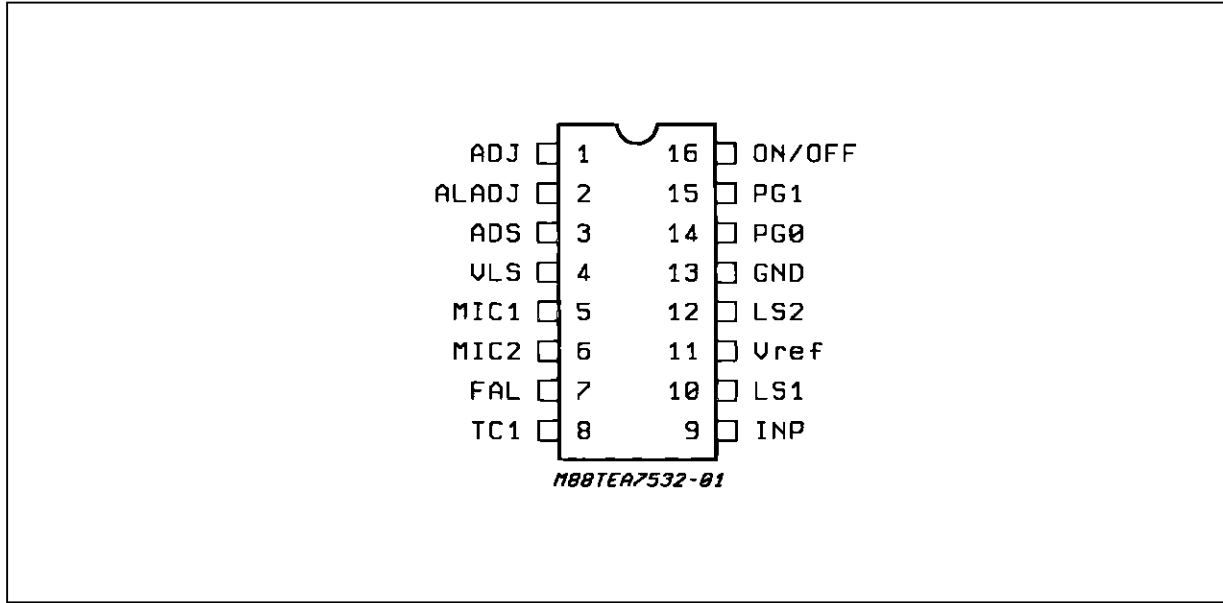 ADJ 1 16 ON/OFF
ALADJ 2 15 PG1
ADS 3 14 PG0
VLS 4 13 GND
MIC1 5 12 LS2
MIC2 6 11 Vref
FAL 7 10 LS1
TC1 8 9 INP
M88TEA7532-01